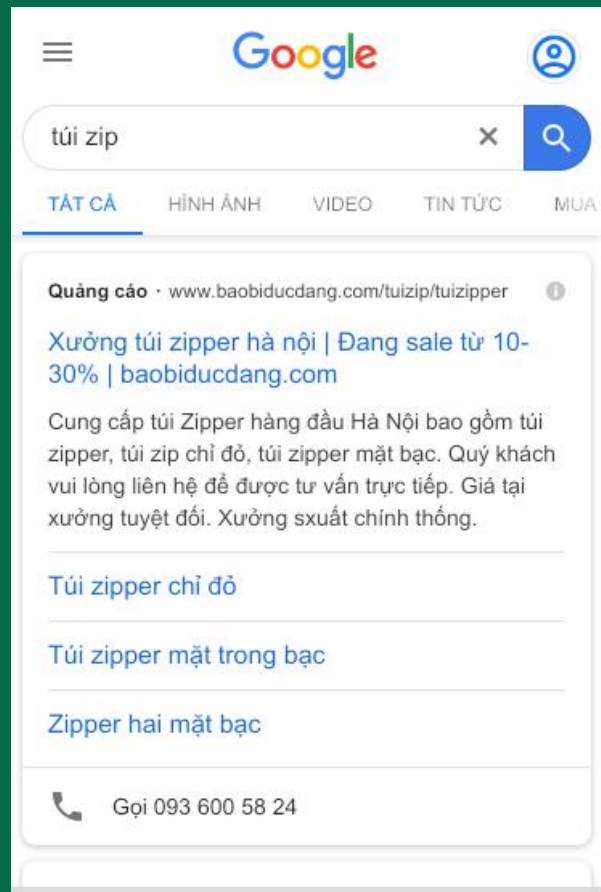 Google
túi zip
TẤT CẢ HÌNH ẢNH VIDEO TIN TỨC MUA
Quảng cáo · www.baobiducdang.com/tuizip/tuizipper
Xưởng túi zipper hà nội | Đang sale từ 10-
30% | baobiducdang.com
Cung cấp túi Zipper hàng đầu Hà Nội bao gồm túi
zipper, túi zip chỉ đỏ, túi zipper mặt bạc. Quý khách
vui lòng liên hệ để được tư vấn trực tiếp. Giá tại
xưởng tuyệt đối. Xưởng sxuất chính thống.
Túi zipper chỉ đỏ
Túi zipper mặt trong bạc
Zipper hai mặt bạc
Gọi 093 600 58 24